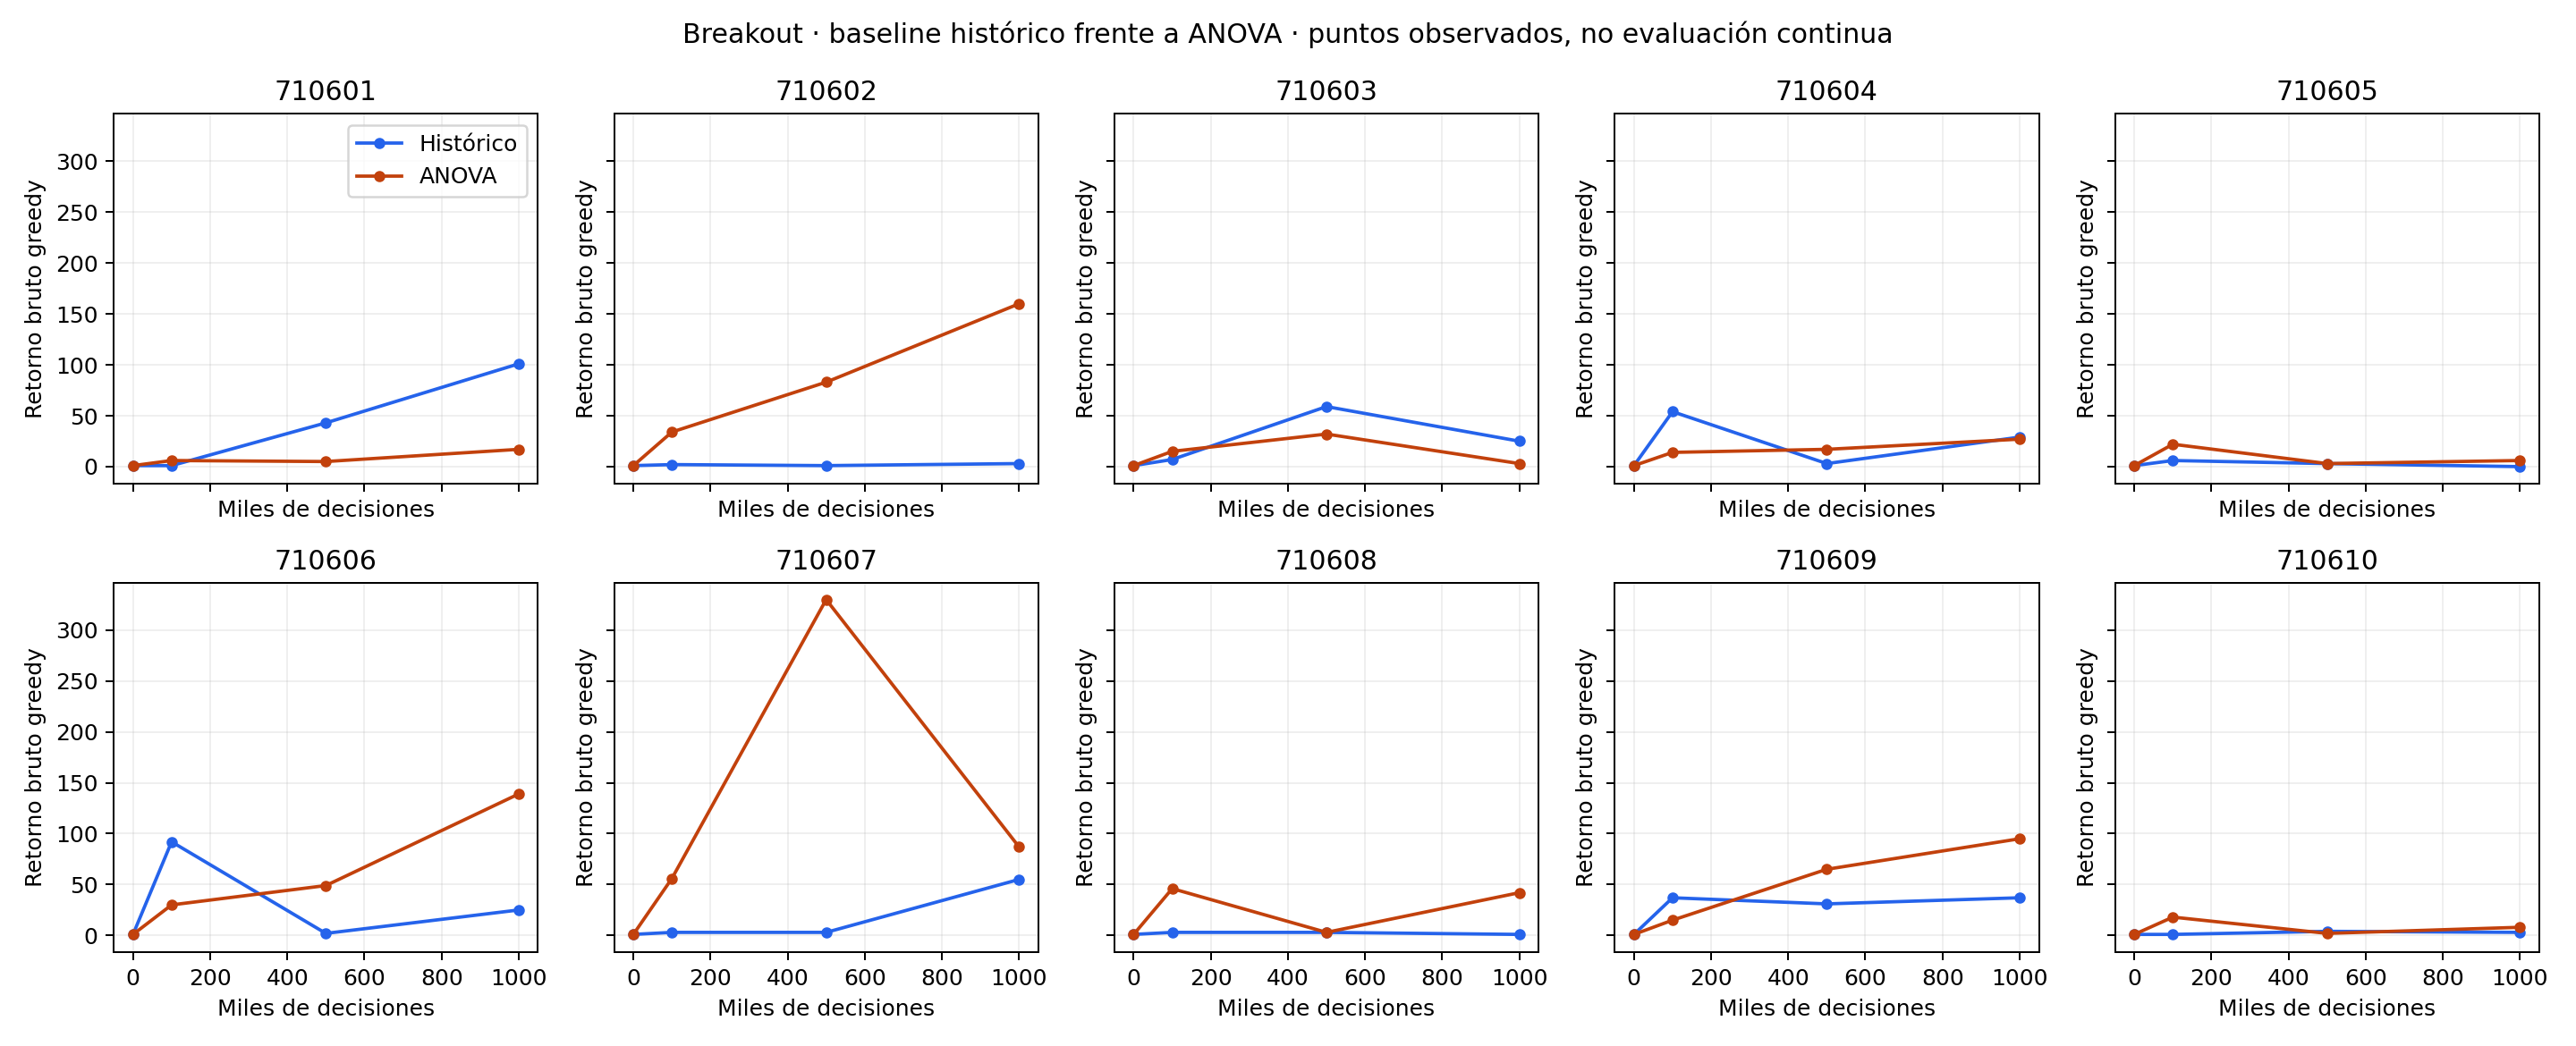 Breakout · baseline histórico frente a ANOVA · puntos observados, no evaluación continua
710601
710602
710603
710604
710605
Histórico
ANOVA
300
250
200
150
100
50
0
Retorno bruto greedy
Retorno bruto greedy
Retorno bruto greedy
Retorno bruto greedy
Retorno bruto greedy
Miles de decisiones
Miles de decisiones
Miles de decisiones
Miles de decisiones
Miles de decisiones
710606
710607
710608
710609
710610
300
250
200
150
100
50
0
Retorno bruto greedy
Retorno bruto greedy
Retorno bruto greedy
Retorno bruto greedy
Retorno bruto greedy
0 200 400 600 800 1000
0 200 400 600 800 1000
0 200 400 600 800 1000
0 200 400 600 800 1000
0 200 400 600 800 1000
Miles de decisiones
Miles de decisiones
Miles de decisiones
Miles de decisiones
Miles de decisiones